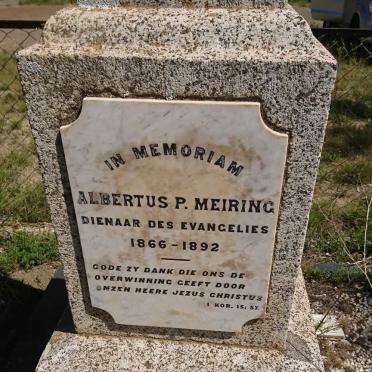 IN MEMORIAM
ALBERTUS P. MEIRING
DIENAAR DES EVANGELIES
1866 - 1892
GODE ZY DANK DIE ONS DE
OVERWINNING GEEFT DOOR
ONZEN HEERE JEZUS CHRISTUS
1 KOR. 15: 57.